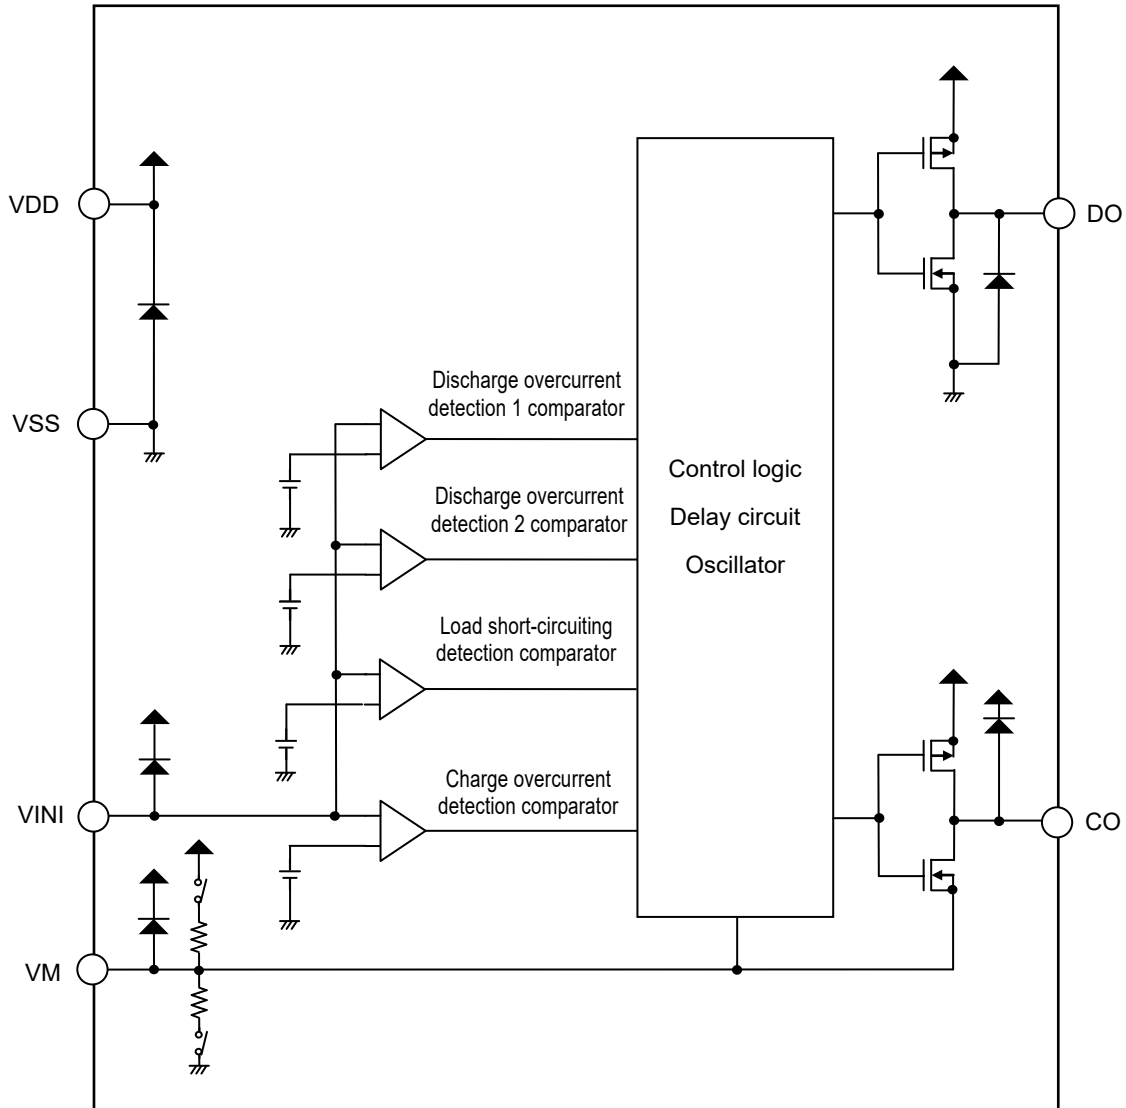 VDD
DO
VSS
Discharge overcurrent
detection 1 comparator
Control logic
Delay circuit
Oscillator
Discharge overcurrent
detection 2 comparator
Load short-circuiting
detection comparator
Charge overcurrent
detection comparator
VINI
CO
VM